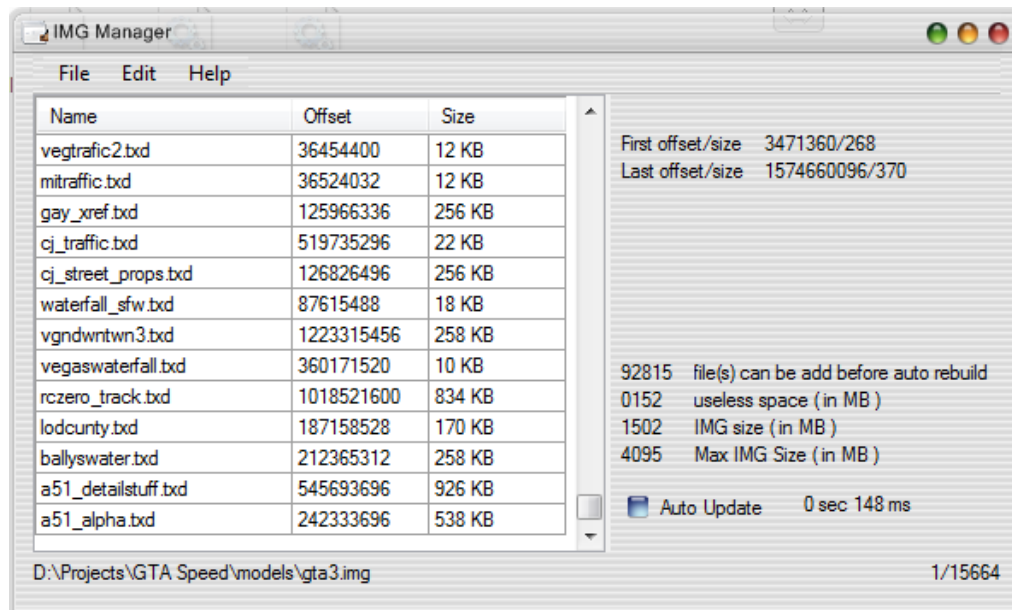 IMG Manager
File Edit Help
Name Offset Size
vegtrafic2.txd 36454400 12 KB
mitraffic.txd 36524032 12 KB
gay_xref.txd 125966336 256 KB
cj_traffic.txd 519735296 22 KB
cj_street_props.txd 126826496 256 KB
waterfall_sfw.txd 87615488 18 KB
vgndwntwn3.txd 1223315456 258 KB
vegaswaterfall.txd 360171520 10 KB
rczero_track.txd 1018521600 834 KB
lodcunty.txd 187158528 170 KB
ballyswater.txd 212365312 258 KB
a51_detailstuff.txd 545693696 926 KB
a51_alpha.txd 242333696 538 KB
First offset/size 3471360/268
Last offset/size 1574660096/370
92815 file(s) can be add before auto rebuild
0152 useless space ( in MB )
1502 IMG size ( in MB )
4095 Max IMG Size ( in MB )
Auto Update 0 sec 148 ms
D:\Projects\GTA Speed\models\gta3.img 1/15664